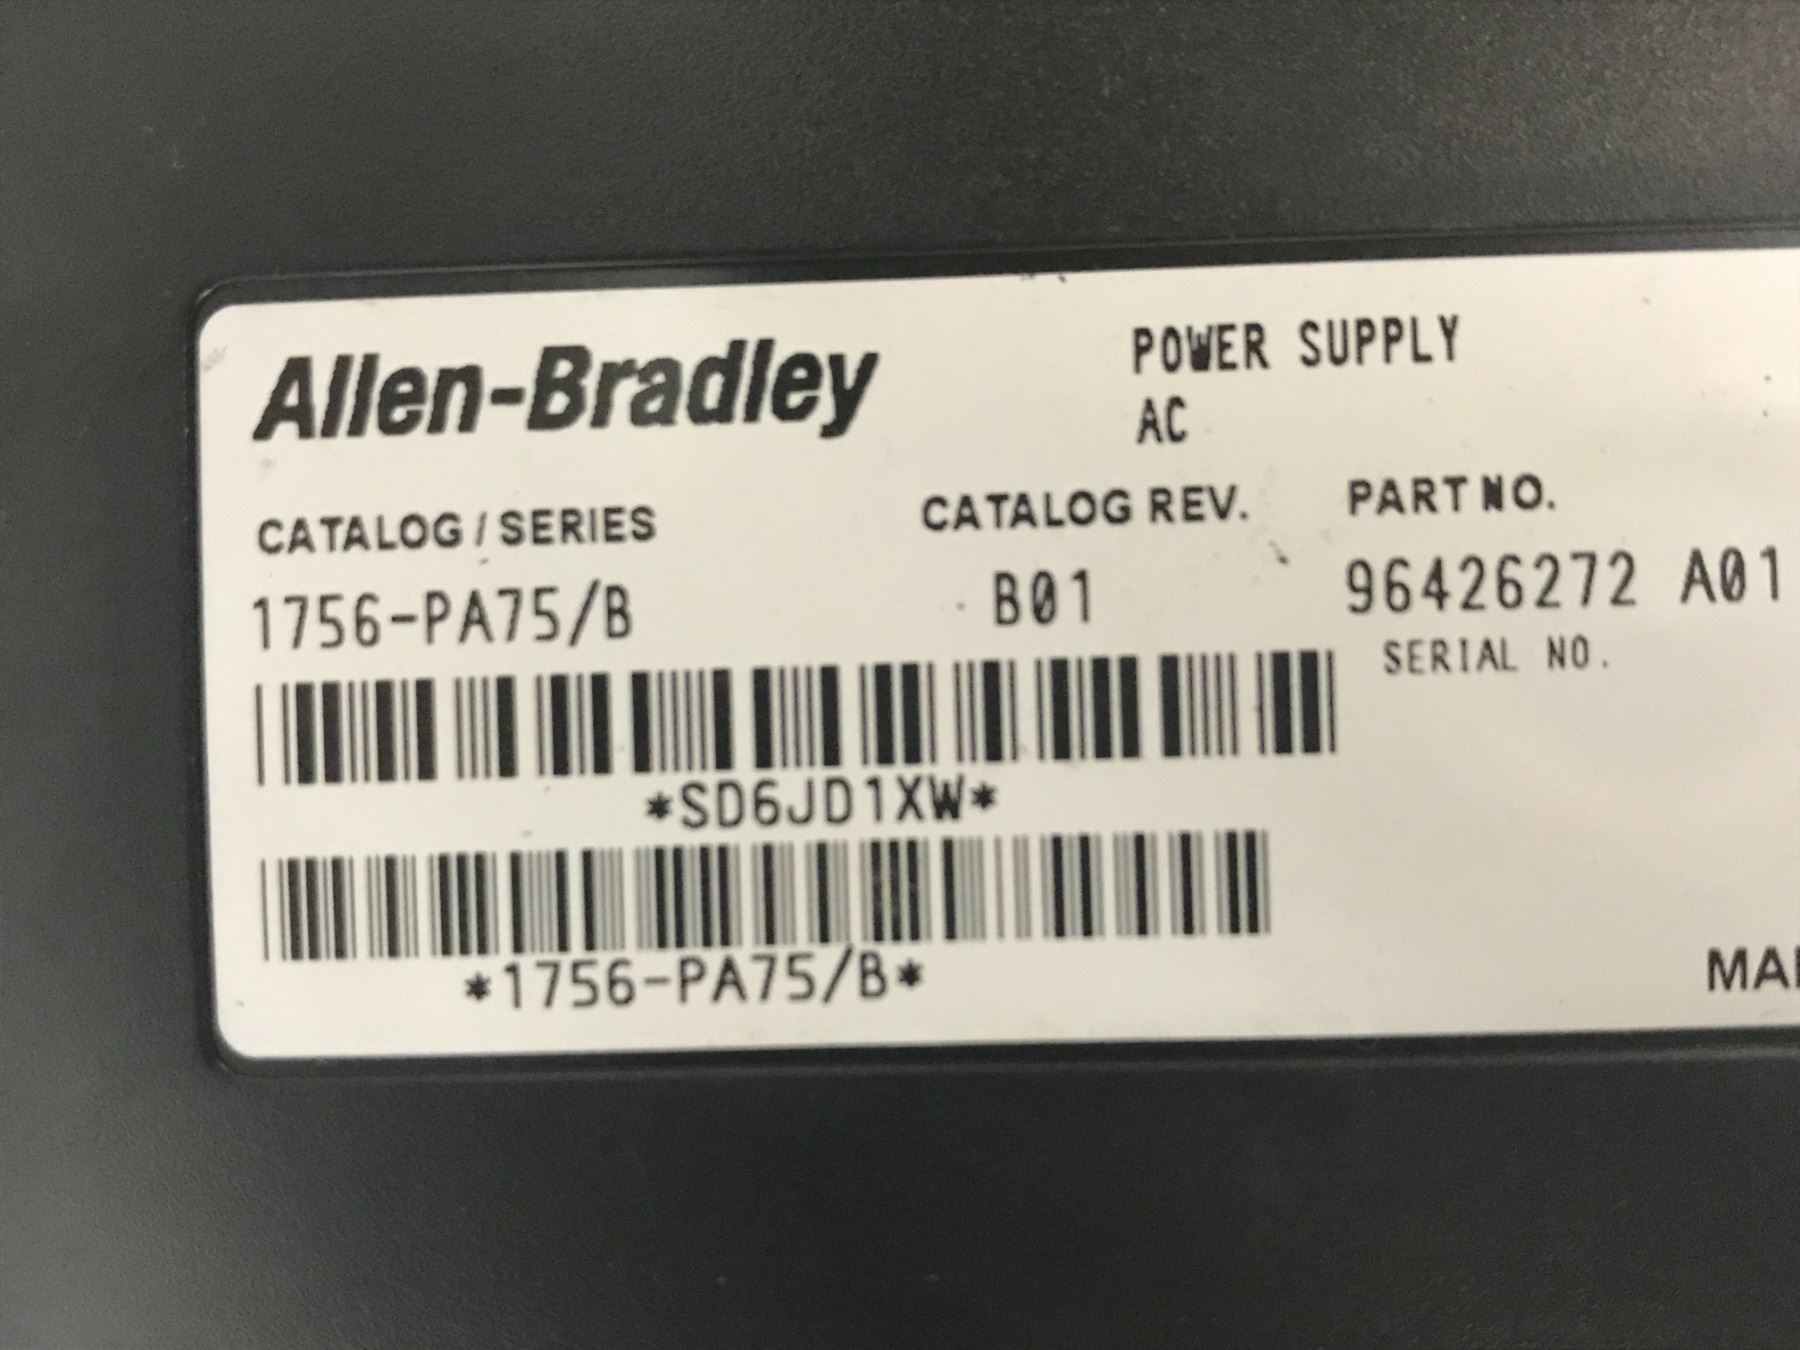 Allen-Bradley
POWER SUPPLY
AC
CATALOG / SERIES
CATALOG REV.
PART NO.
1756-PA75/B
B01
96426272 A01
SERIAL NO.
*SD6JD1XW*
*1756-PA75/B*